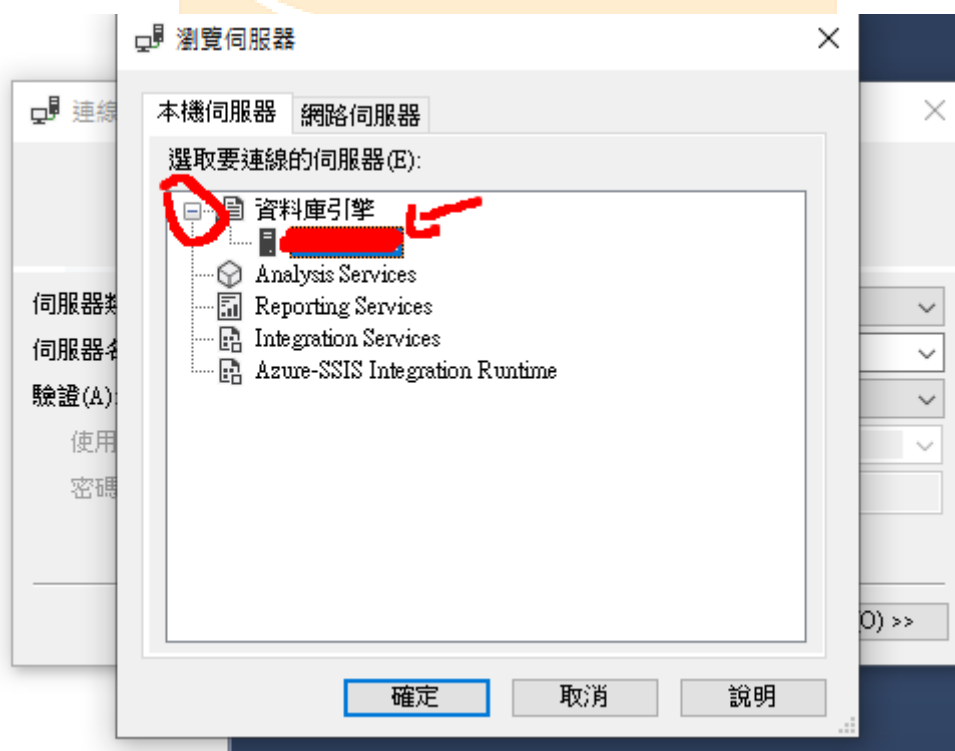 瀏覽伺服器
連線
本機伺服器 網路伺服器
選取要連線的伺服器(E):
資料庫引擎
Analysis Services
Reporting Services
Integration Services
Azure-SSIS Integration Runtime
伺服器類
伺服器名
驗證(A):
使用
密碼
(O) >>
確定 取消 說明